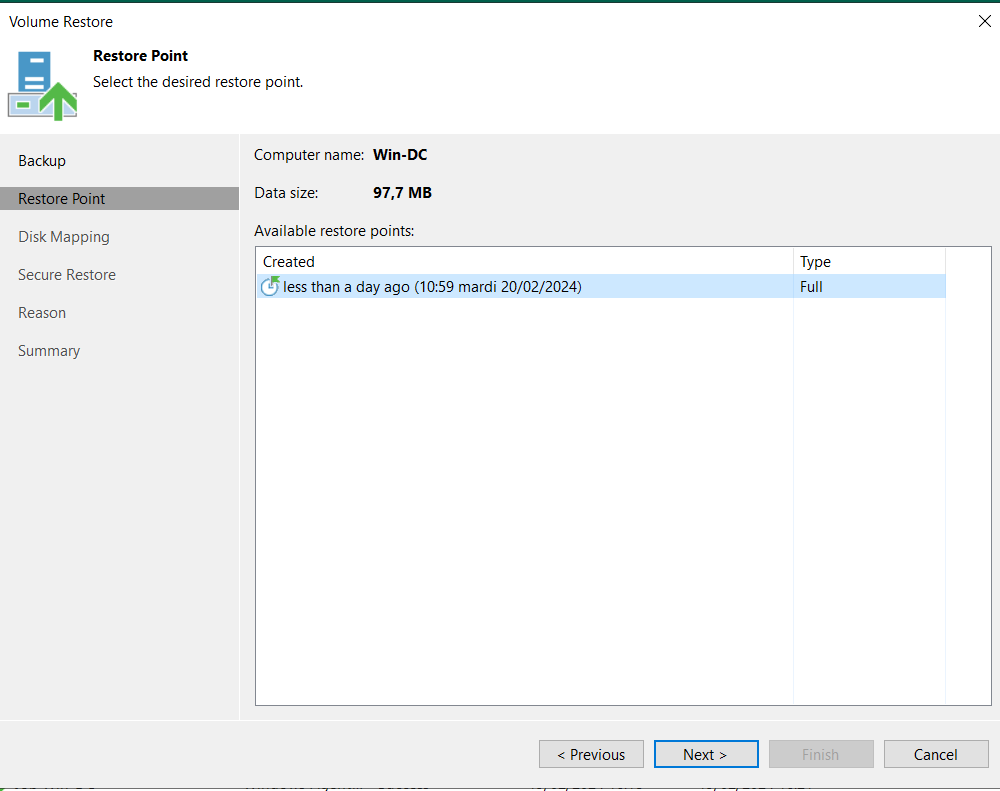 Volume Restore
Restore Point
Select the desired restore point.
Backup
Restore Point
Disk Mapping
Secure Restore
Reason
Summary
Computer name: Win-DC
Data size: 97,7 MB
Available restore points:
Created Type
less than a day ago (10:59 mardi 20/02/2024) Full
< Previous Next > Finish Cancel